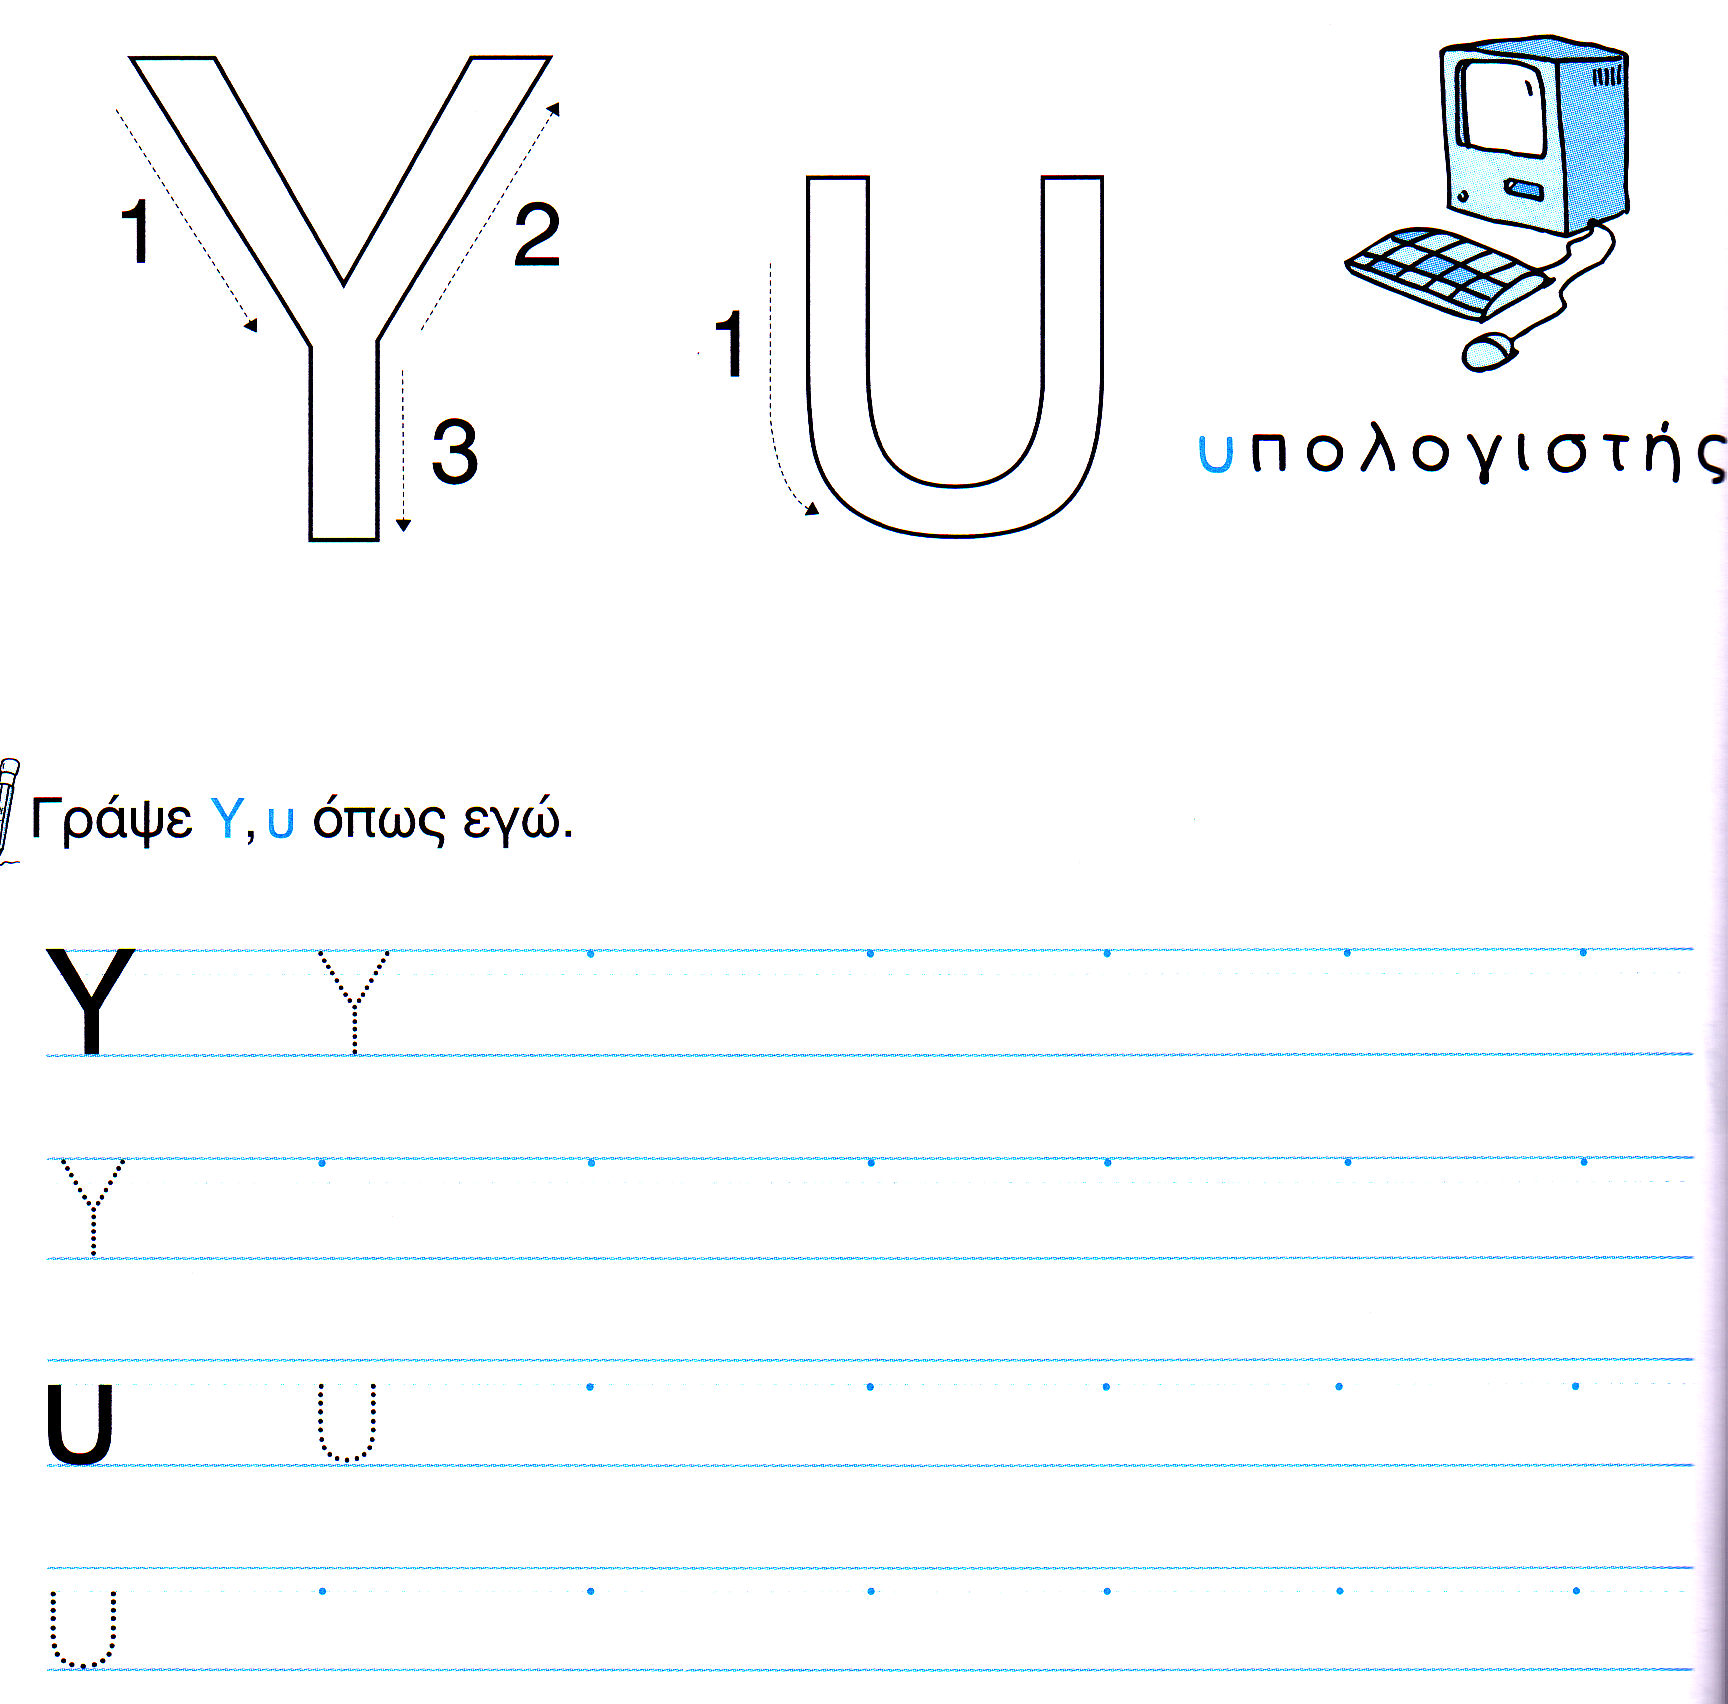 Υ υ
1 2 3 1
υπολογιστής
Γράψε Υ, υ όπως εγώ.
Υ Υ
Υ
υ υ
υ